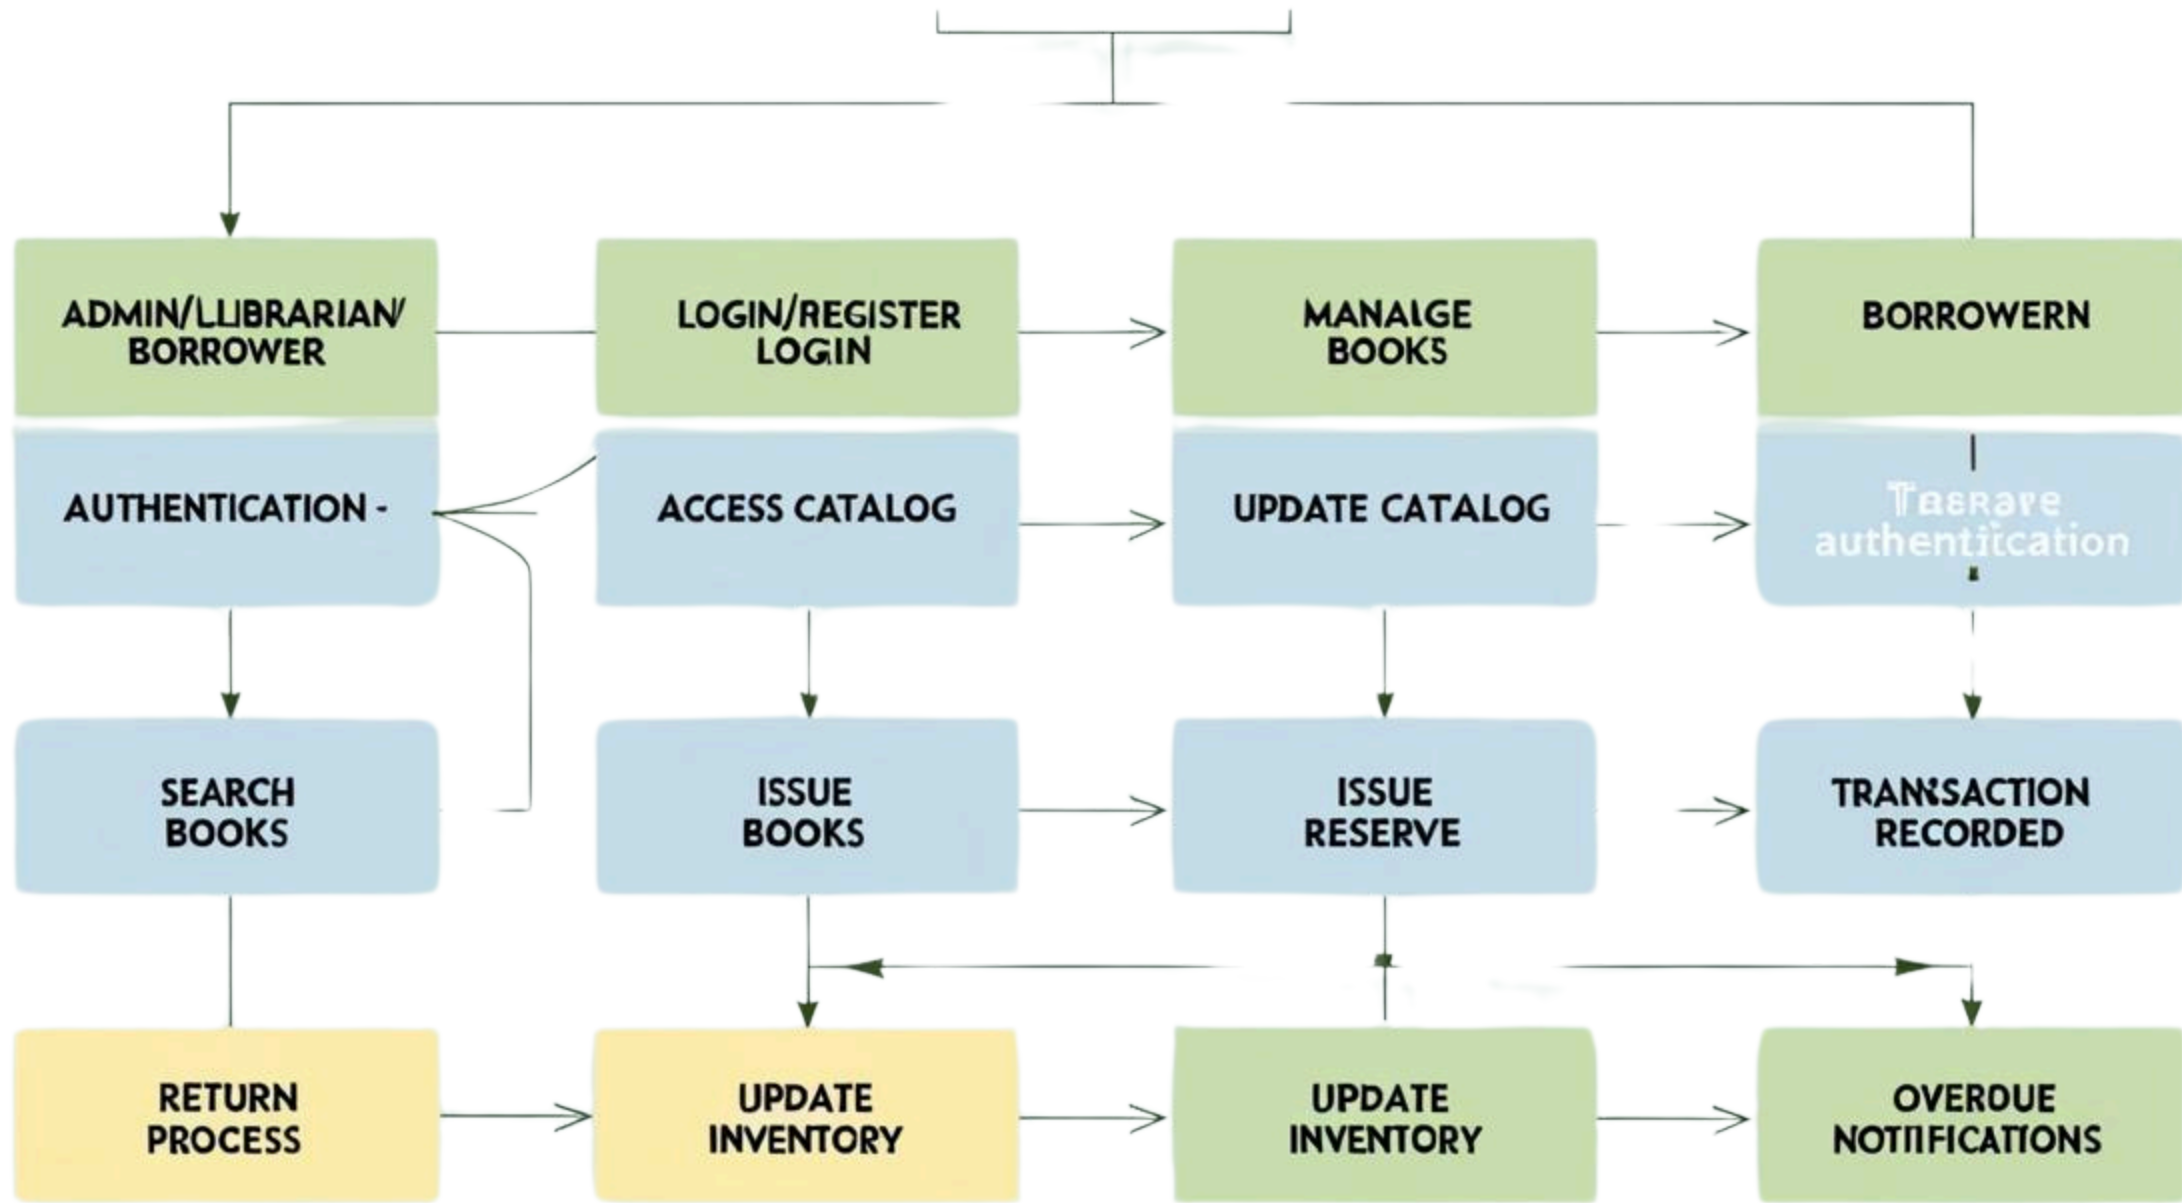 ADMIN/LLIBRARIAN/
BORROWER
LOGIN/REGISTER
LOGIN
MANAIGE
BOOKS
BORROWERN
AUTHENTICATION -
ACCESS CATALOG
UPDATE CATALOG
authentication
SEARCH
BOOKS
ISSUE
BOOKS
ISSUE
RESERVE
TRANSACTION
RECORDED
RETURN
PROCESS
UPDATE
INVENTORY
UPDATE
INVENTORY
OVERDUE
NOTIIFICATIONS